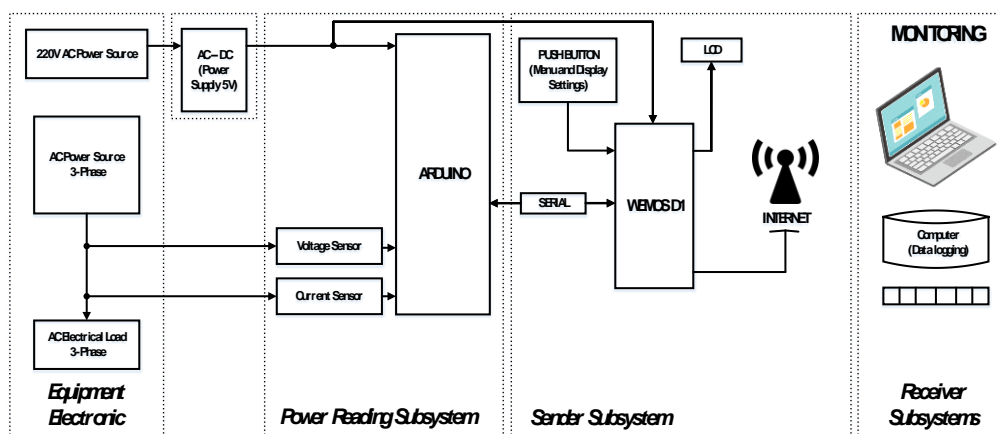 220V AC Power Source
AC – DC
(Power
Supply 5V)
AC Power Source
3-Phase
AC Electrical Load
3-Phase
Equipment
Electronic
Voltage Sensor
Current Sensor
ARDUINO
Power Reading Subsystem
PUSH BUTTON
(Menu and Display
Settings)
LCD
SERIAL
WEMOS D1
INTERNET
Sender Subsystem
MONITORING
Computer
(Data logging)
Receiver
Subsystems